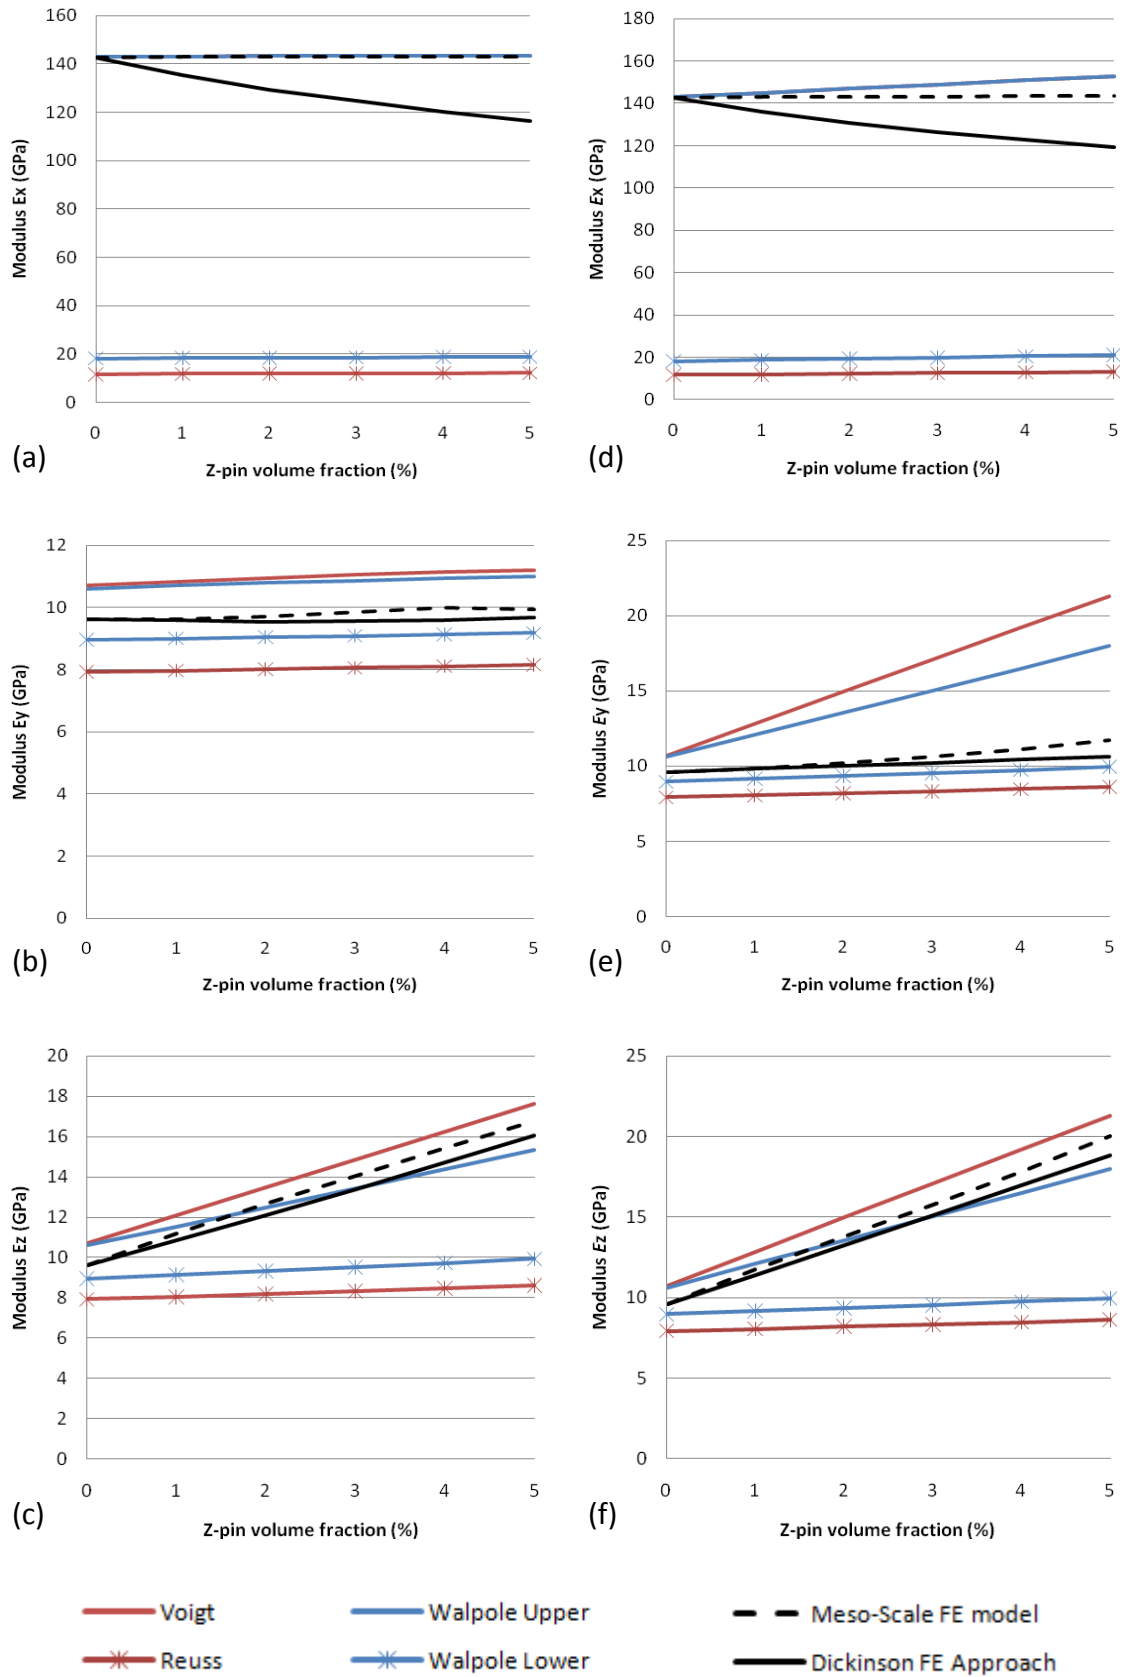 160
140
120
100
80
60
40
20
0
Modulus Ex (GPa)
0 1 2 3 4 5
(a)
Z-pin volume fraction (%)
180
160
140
120
100
80
60
40
20
0
Modulus Ex (GPa)
0 1 2 3 4 5
(d)
Z-pin volume fraction (%)
12
10
8
6
4
2
0
Modulus Ey (GPa)
0 1 2 3 4 5
(b)
Z-pin volume fraction (%)
25
20
15
10
5
0
Modulus Ey (GPa)
0 1 2 3 4 5
(e)
Z-pin volume fraction (%)
20
18
16
14
12
10
8
6
4
2
0
Modulus Ez (GPa)
0 1 2 3 4 5
(c)
Z-pin volume fraction (%)
25
20
15
10
5
0
Modulus Ez (GPa)
0 1 2 3 4 5
(f)
Z-pin volume fraction (%)
Voigt
Walpole Upper
Meso-Scale FE model
Reuss
Walpole Lower
Dickinson FE Approach